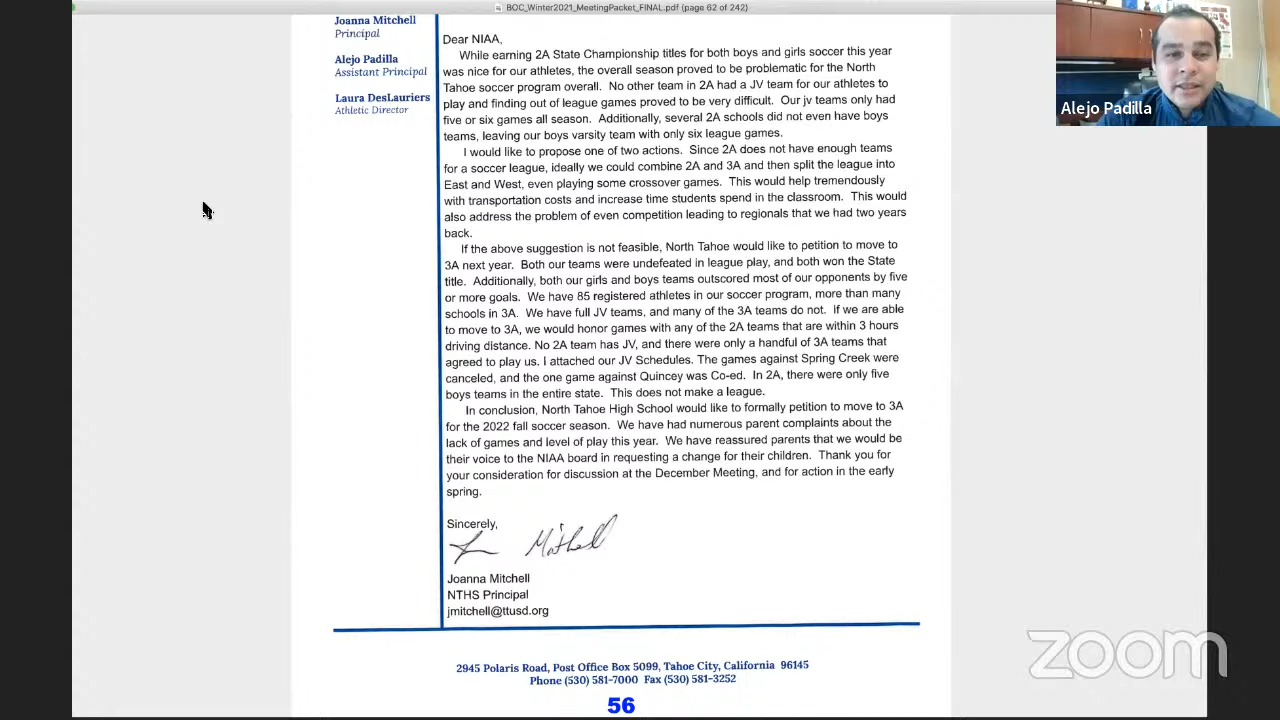 BOC_Winter2021_MeetingPacket_FINAL.pdf (page 62 of 242)
Joanna Mitchell
Principal
Alejo Padilla
Assistant Principal
Laura DesLauriers
Athletic Director
Dear NIAA,
While earning 2A State Championship titles for both boys and girls soccer this year
was nice for our athletes, the overall season proved to be problematic for the North
Tahoe soccer program overall. No other team in 2A had a JV team for our athletes to
play and finding out of league games proved to be very difficult. Our jv teams only had
five or six games all season. Additionally, several 2A schools did not even have boys
teams, leaving our boys varsity team with only six league games.
I would like to propose one of two actions. Since 2A does not have enough teams
for a soccer league, ideally we could combine 2A and 3A and then split the league into
East and West, even playing some crossover games. This would help tremendously
with transportation costs and increase time students spend in the classroom. This would
also address the problem of even competition leading to regionals that we had two years
back.
If the above suggestion is not feasible, North Tahoe would like to petition to move to
3A next year. Both our teams were undefeated in league play, and both won the State
title. Additionally, both our girls and boys teams outscored most of our opponents by five
or more goals. We have 85 registered athletes in our soccer program, more than many
schools in 3A. We have full JV teams, and many of the 3A teams do not. If we are able
to move to 3A, we would honor games with any of the 2A teams that are within 3 hours
driving distance. No 2A team has JV, and there were only a handful of 3A teams that
agreed to play us. I attached our JV Schedules. The games against Spring Creek were
canceled, and the one game against Quincey was Co-ed. In 2A, there were only five
boys teams in the entire state. This does not make a league.
In conclusion, North Tahoe High School would like to formally petition to move to 3A
for the 2022 fall soccer season. We have had numerous parent complaints about the
lack of games and level of play this year. We have reassured parents that we would be
their voice to the NIAA board in requesting a change for their children. Thank you for
your consideration for discussion at the December Meeting, and for action in the early
spring.
Sincerely,
Joanna Mitchell
NTHS Principal
jmitchell@ttusd.org
2945 Polaris Road, Post Office Box 5099, Tahoe City, California 96145
Phone (530) 581-7000 Fax (530) 581-3252
56
Alejo Padilla
zoom